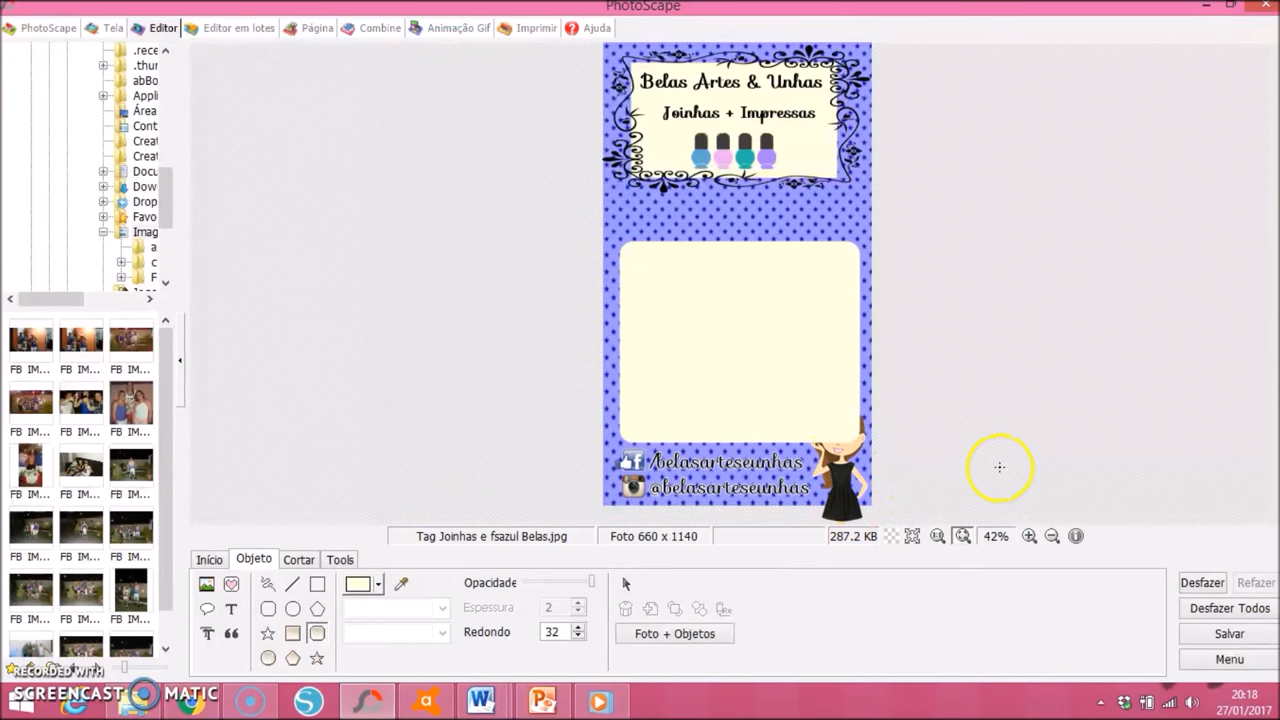 PhotoScape
PhotoScape Tela Editor Editor em lotes Página Combine Animação Gif Imprimir Ajuda
.rece
.thur
abBo
Appli
Área
Cont
Creat
Creat
Docu
Dow
Drop
Favo
Imag
a
c
F
Belas Artes & Unhas
Joinhas + Impressas
/belasarteseunhas
@belasarteseunhas
FB IM... FB IM... FB IM...
FB IM... FB IM... FB IM...
FB IM... FB IM... FB IM...
FB IM... FB IM... FB IM...
FB IM... FB IM... FB IM...
Tag Joinhas e fsazul Belas.jpg Foto 660 x 1140 287.2 KB 42%
Início Objeto Cortar Tools
Opacidade
Espessura 2
Redondo 32
Foto + Objetos
Desfazer Refazer
Desfazer Todos
Salvar
Menu
RECORDED WITH
SCREENCAST MATIC
20:18
27/01/2017